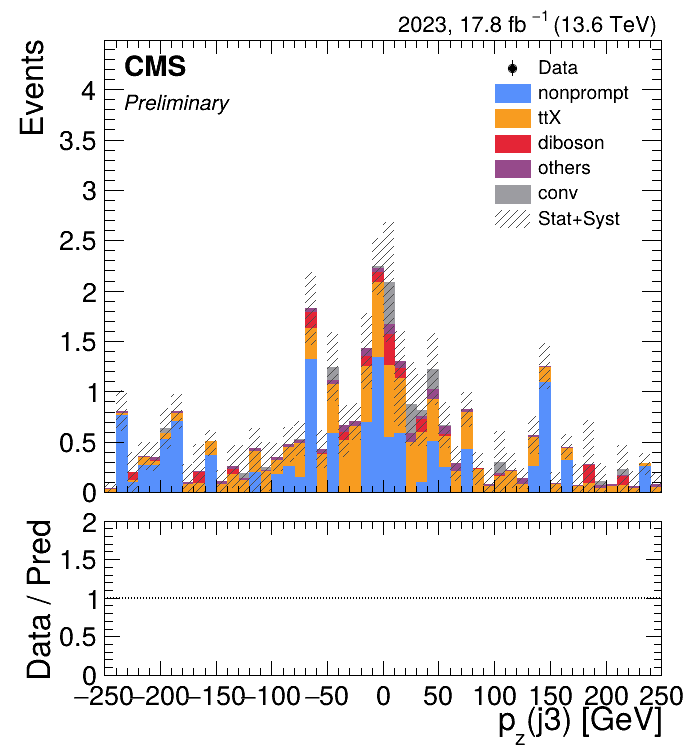 2023, 17.8 fb⁻¹ (13.6 TeV)
CMS
Preliminary
Events
4
3.5
3
2.5
2
1.5
1
0.5
0
Data
nonprompt
ttX
diboson
others
conv
Stat+Syst
Data / Pred
2
1.5
1
0.5
0
−250 −200 −150 −100 −50 0 50 100 150 200 250
p_z(j3) [GeV]